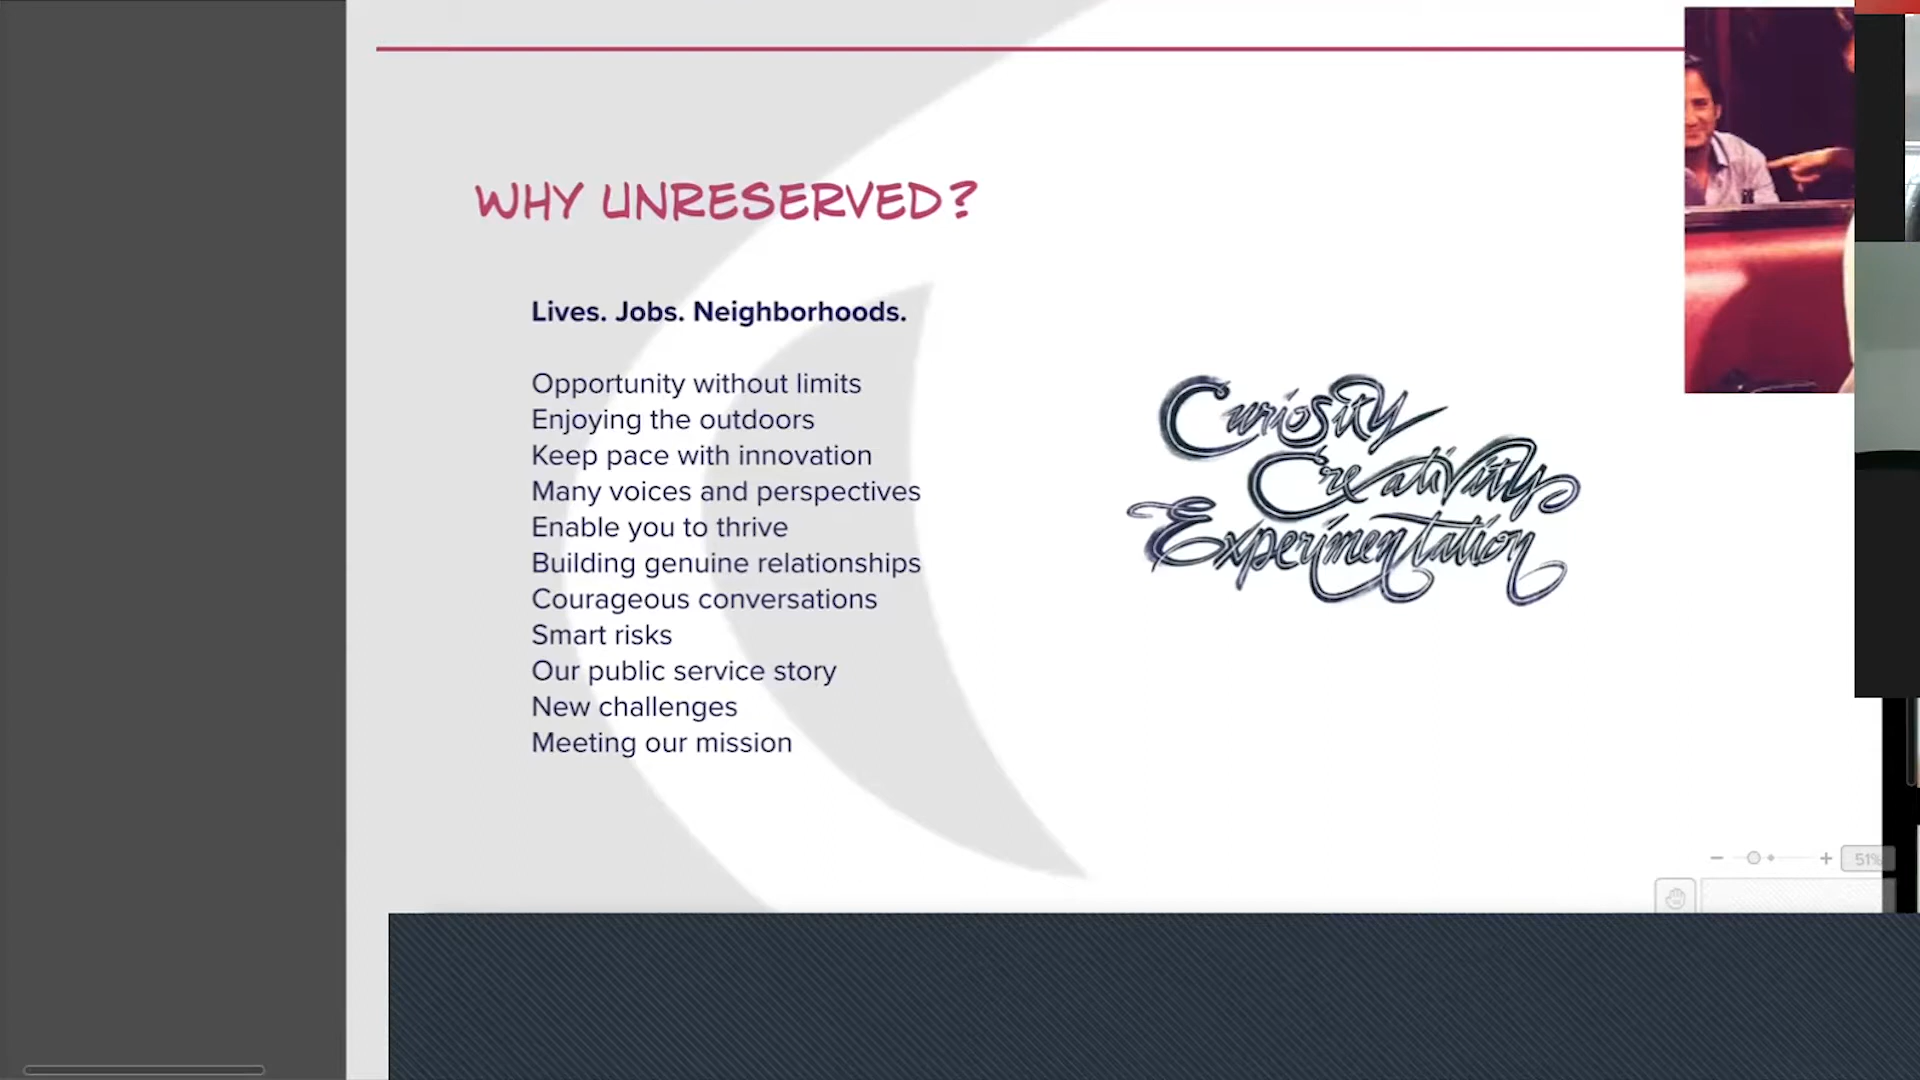 WHY UNRESERVED?
Lives. Jobs. Neighborhoods.
Opportunity without limits
Enjoying the outdoors
Keep pace with innovation
Many voices and perspectives
Enable you to thrive
Building genuine relationships
Courageous conversations
Smart risks
Our public service story
New challenges
Meeting our mission
Curiosity
Creativity
Experimentation
51%